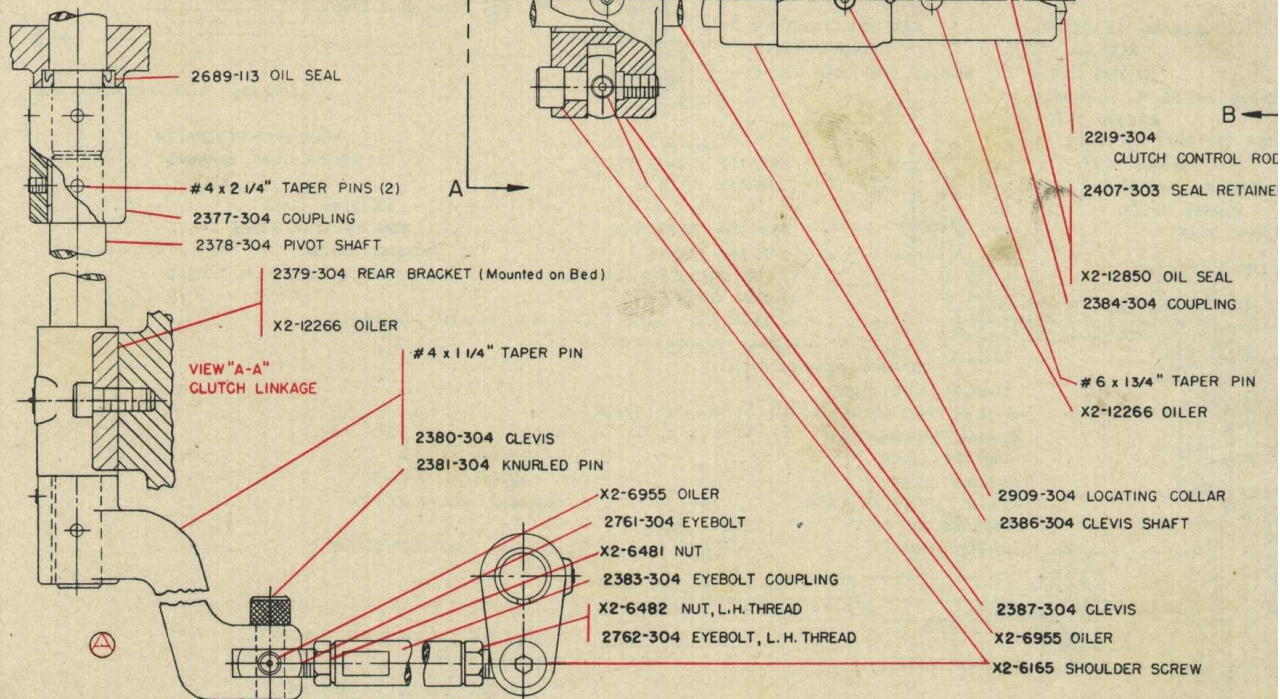 2689-113 OIL SEAL
#4 x 2 1/4" TAPER PINS (2)
2377-304 COUPLING
2378-304 PIVOT SHAFT
2379-304 REAR BRACKET (Mounted on Bed)
X2-12266 OILER
VIEW "A-A"
CLUTCH LINKAGE
#4 x 1 1/4" TAPER PIN
2380-304 CLEVIS
2381-304 KNURLED PIN
X2-6955 OILER
2761-304 EYEBOLT
X2-6481 NUT
2383-304 EYEBOLT COUPLING
X2-6482 NUT, L.H. THREAD
2762-304 EYEBOLT, L.H. THREAD
A
B
2219-304
CLUTCH CONTROL ROD
2407-303 SEAL RETAINE
X2-12850 OIL SEAL
2384-304 COUPLING
#6 x 1 3/4" TAPER PIN
X2-12266 OILER
2909-304 LOCATING COLLAR
2386-304 CLEVIS SHAFT
2387-304 CLEVIS
X2-6955 OILER
X2-6165 SHOULDER SCREW